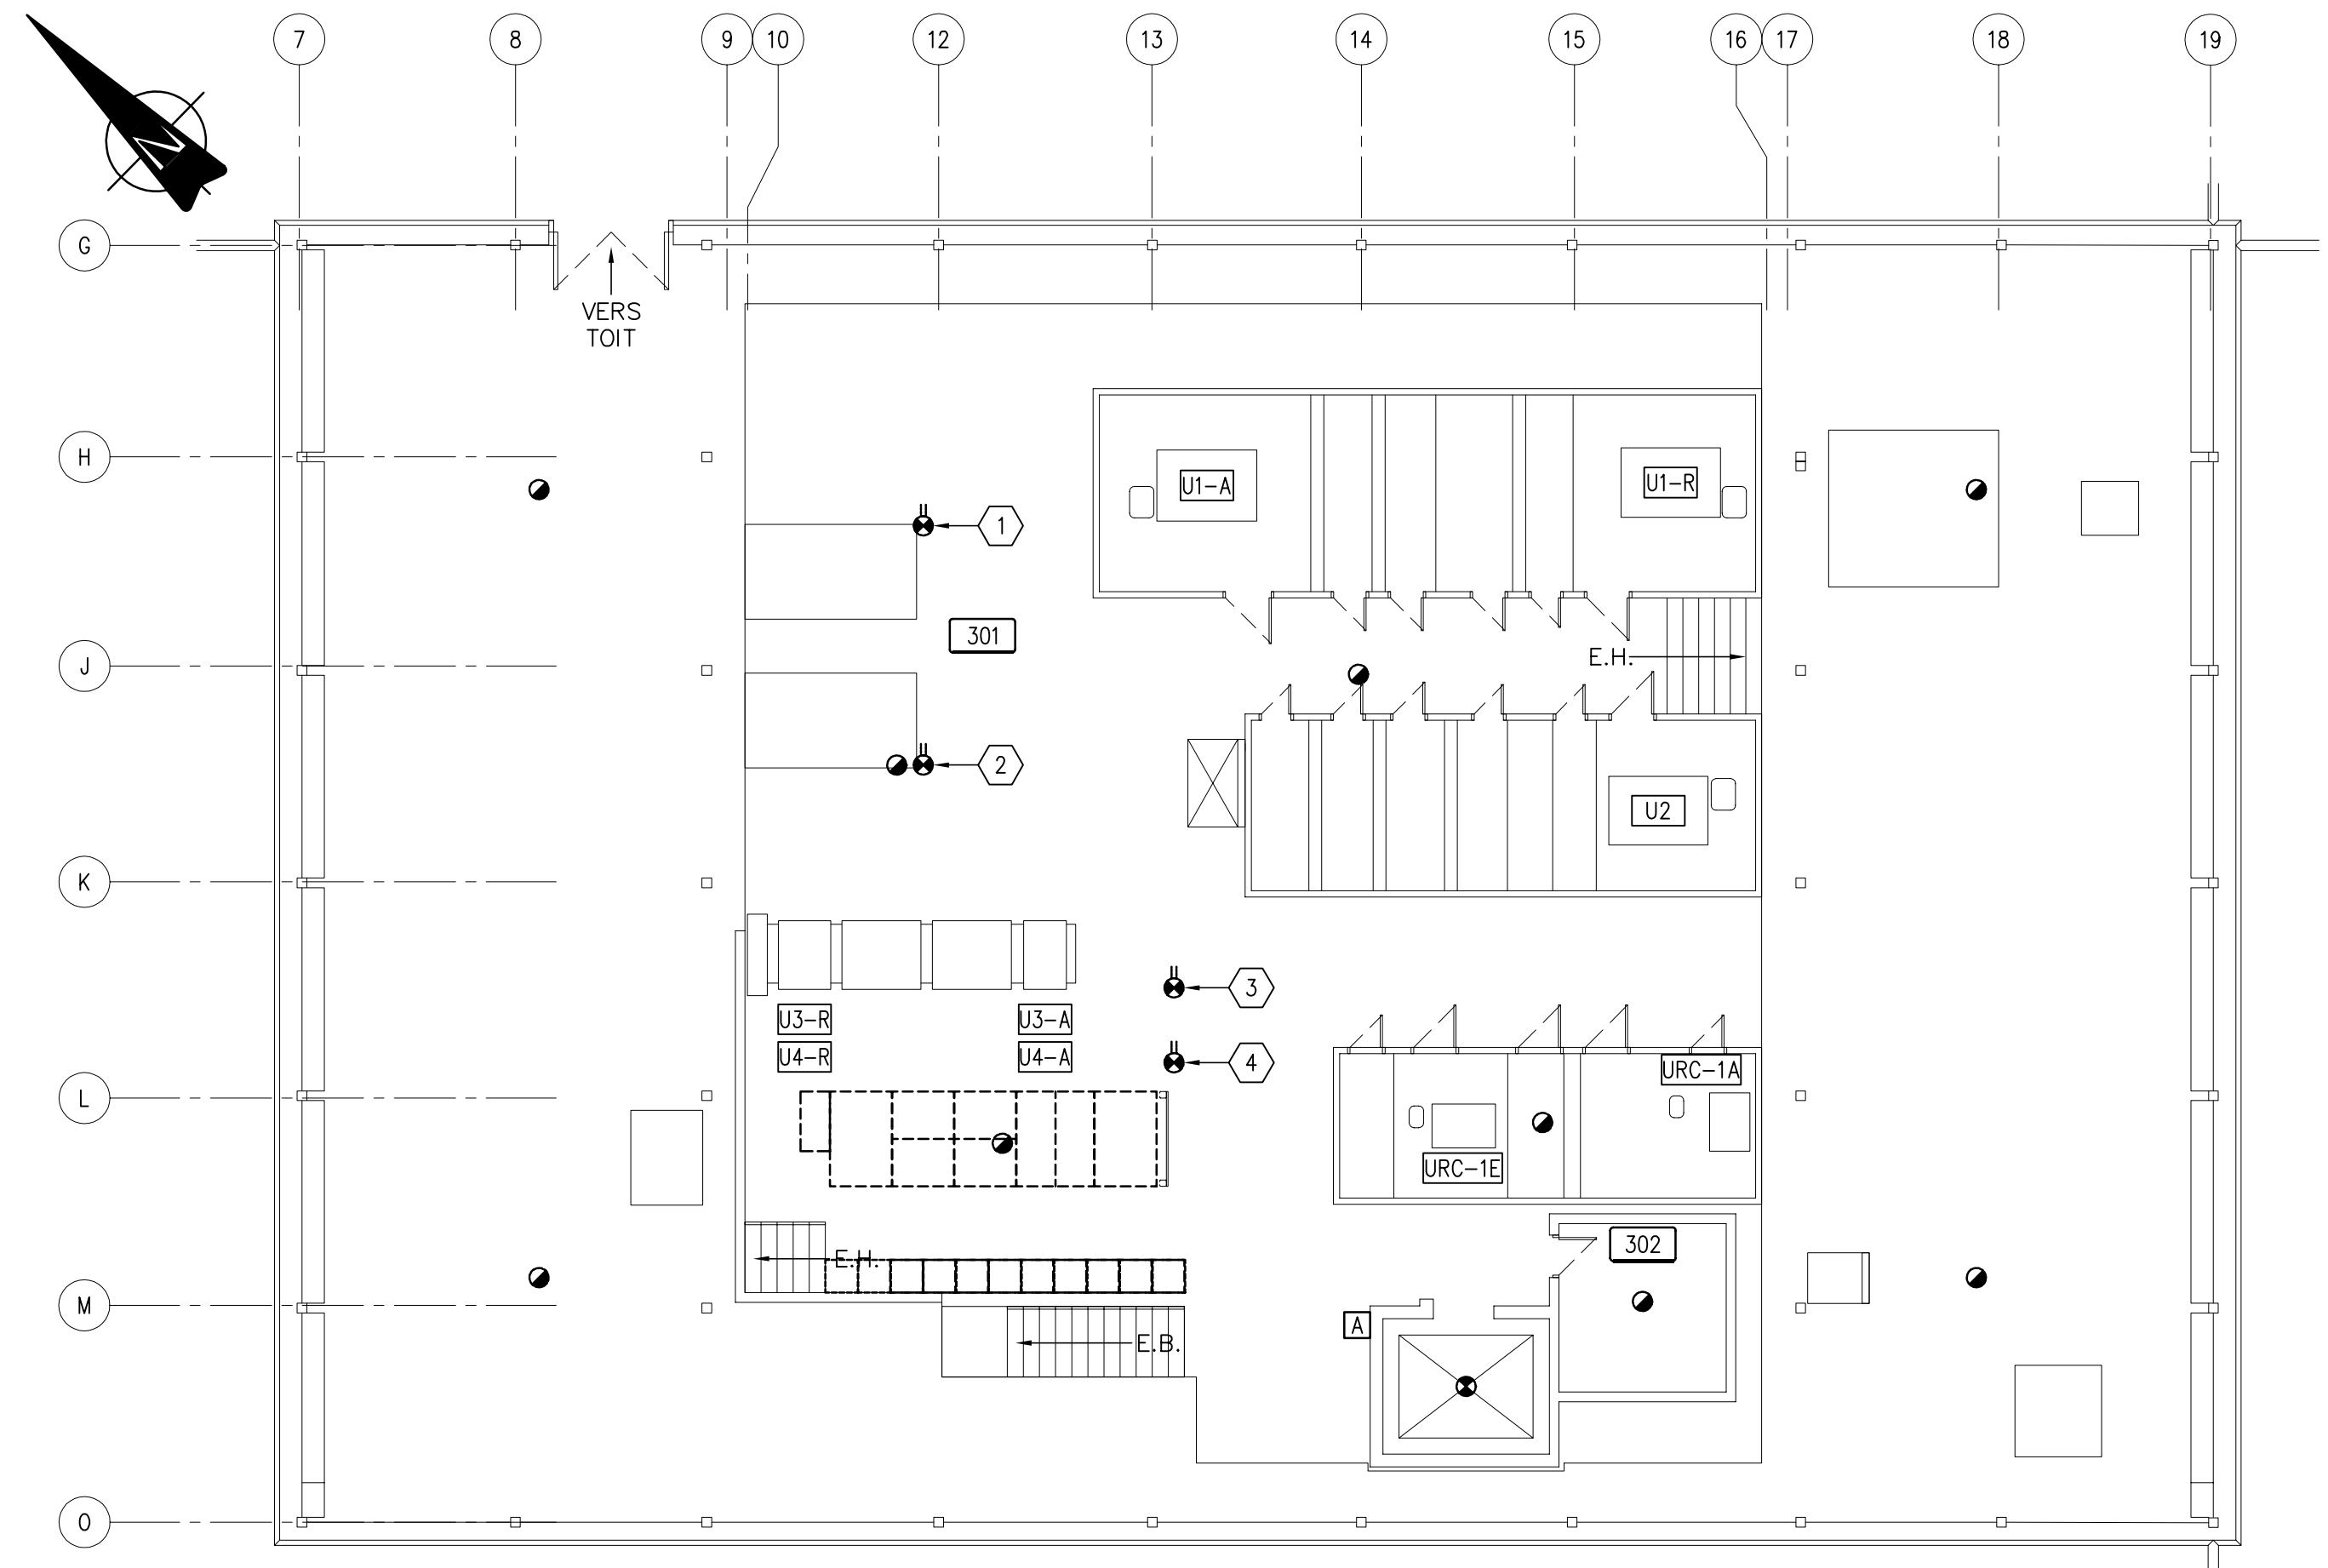 7 8 9 10 12 13 14 15 16 17 18 19
N
G
VERS
TOIT
H
U1-A
U1-R
1
301
J
E.H.
2
U2
K
3
U3-R
U3-A
U4-R
U4-A
4
URC-1A
L
URC-1E
302
E.H.
M
A
E.B.
O